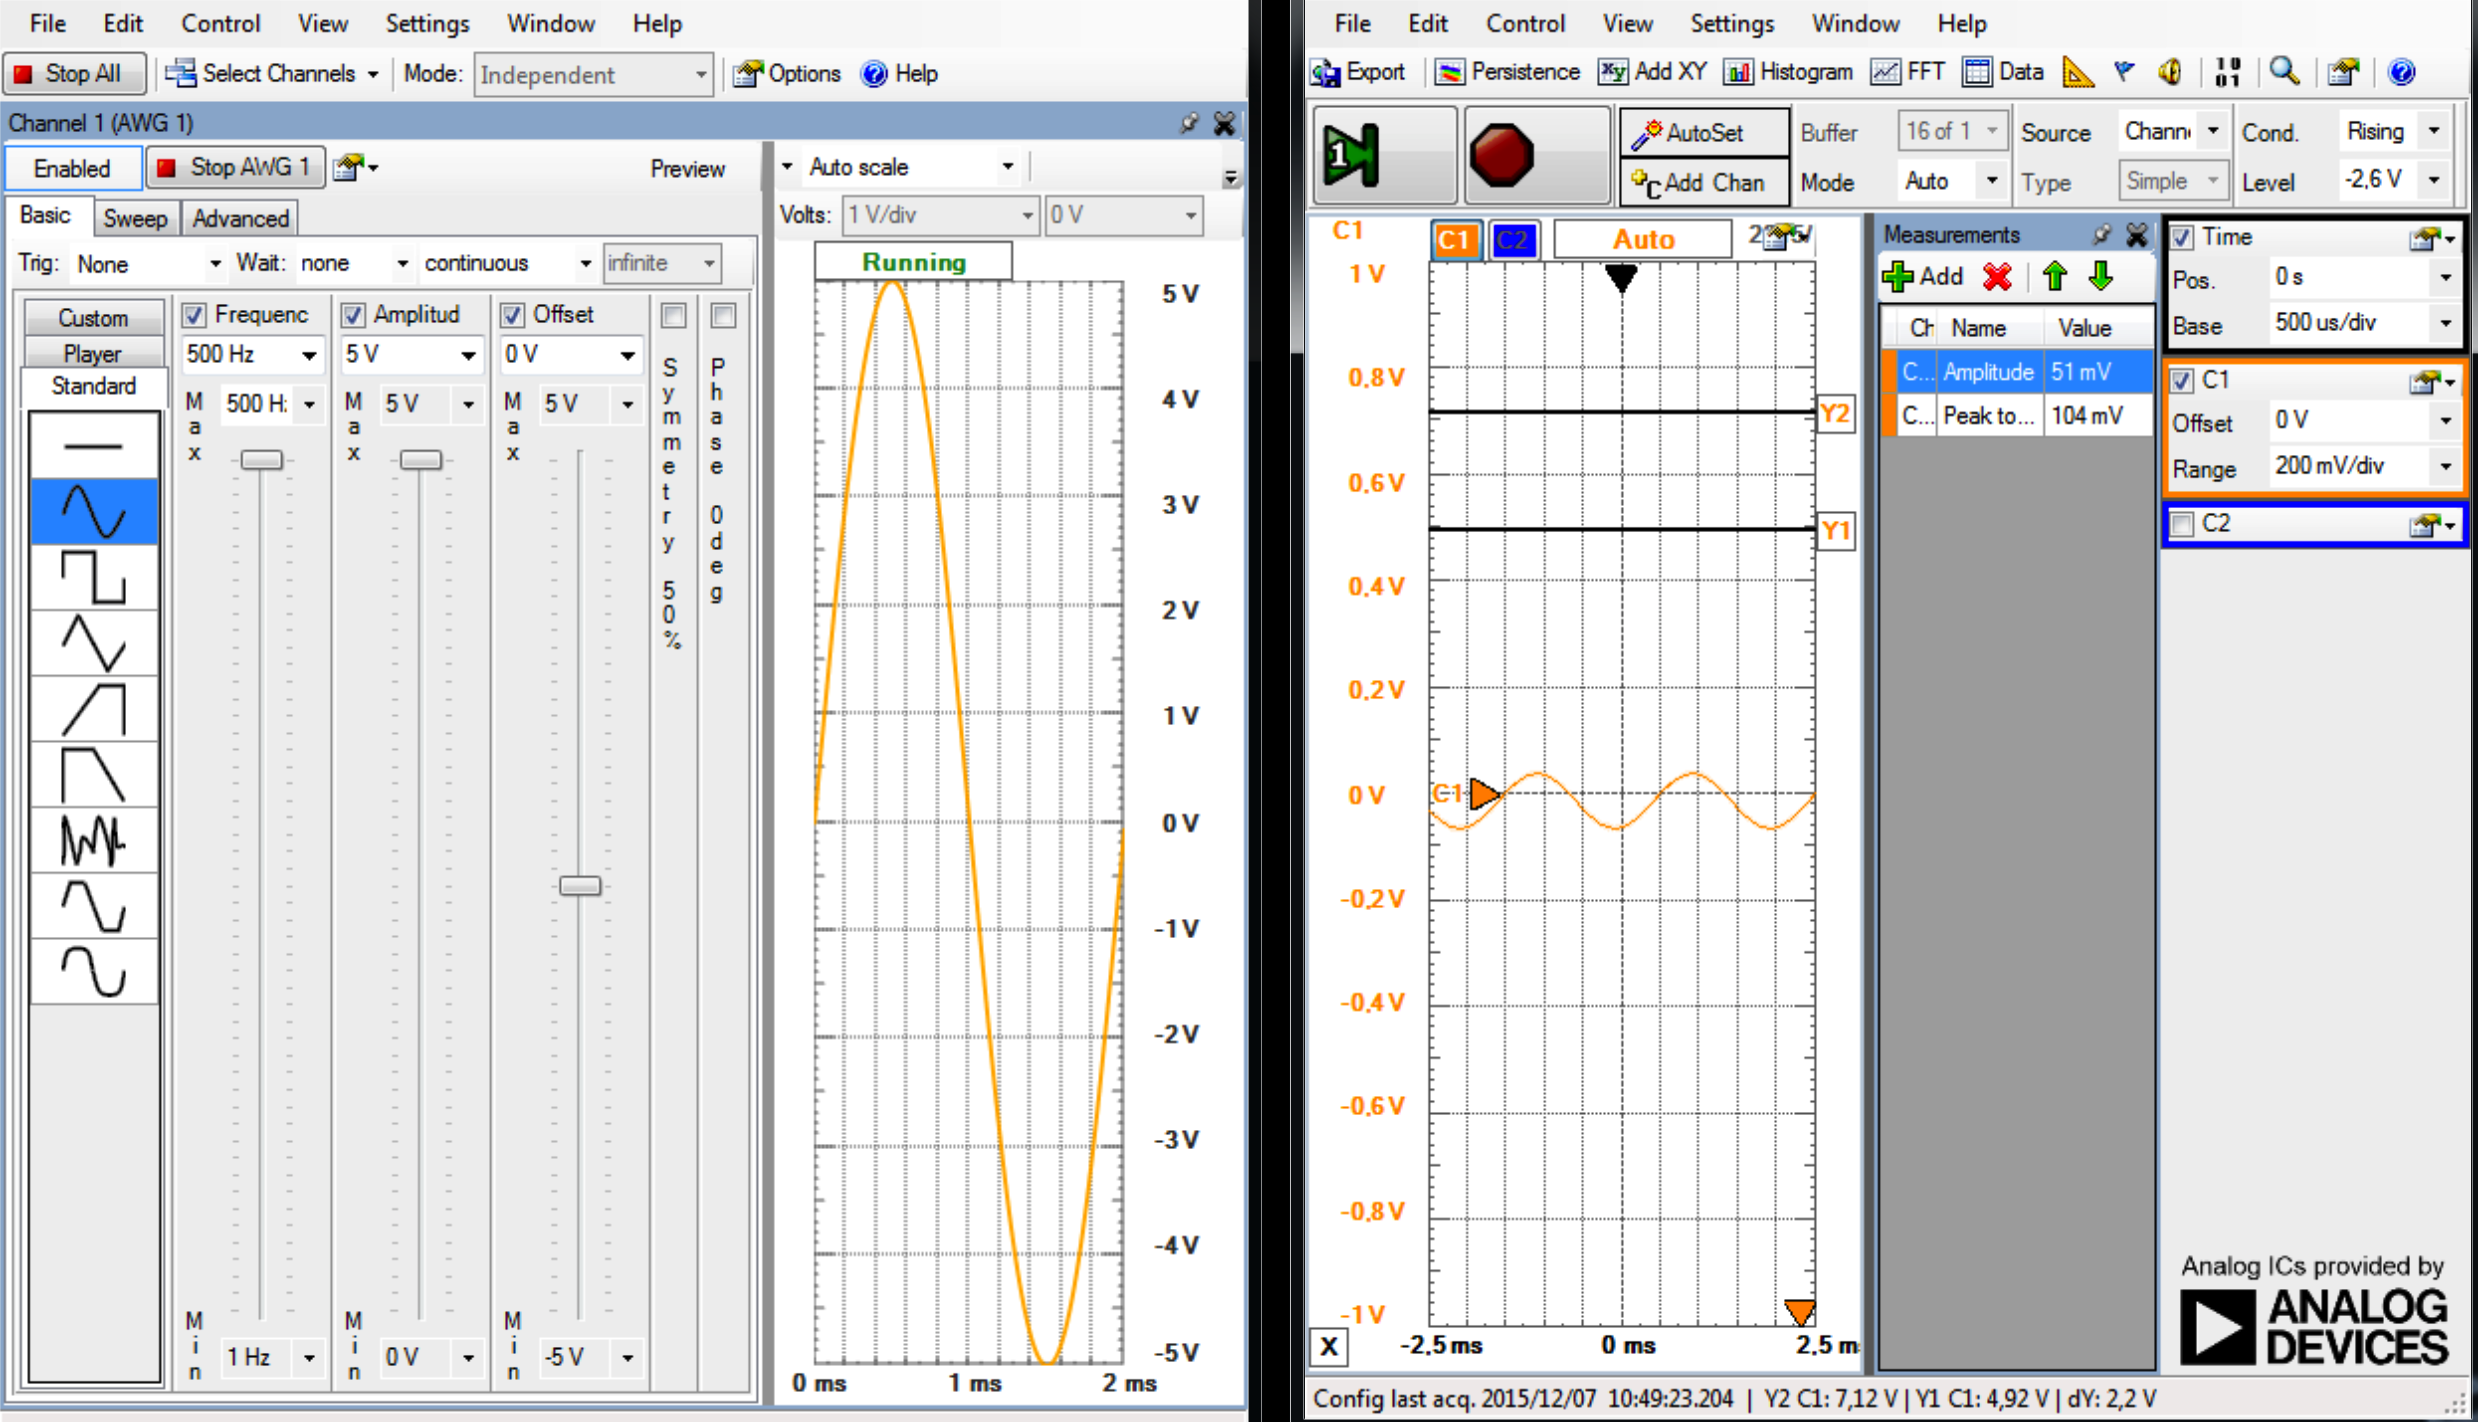 File Edit Control View Settings Window Help
Stop All Select Channels Mode: Independent Options Help
Channel 1 (AWG 1)
Enabled Stop AWG 1 Preview
Basic Sweep Advanced
Trig: None Wait: none continuous infinite
Custom
Player
Standard
Frequenc Amplitud Offset
500 Hz 5 V 0 V
Max 500 H: Max 5 V Max 5 V
Symmetry 50%
Phase 0deg
Min 1 Hz Min 0 V Min -5 V
Auto scale
Volts: 1 V/div 0 V
Running
5 V
4 V
3 V
2 V
1 V
0 V
-1 V
-2 V
-3 V
-4 V
-5 V
0 ms 1 ms 2 ms
File Edit Control View Settings Window Help
Export Persistence Add XY Histogram FFT Data
1 AutoSet Buffer 16 of 1 Source Chann Cond. Rising
Add Chan Mode Auto Type Simple Level -2,6 V
C1 C1 C2 Auto
1 V
0,8 V
Y2
0,6 V
Y1
0,4 V
0,2 V
0 V C1
-0,2 V
-0,4 V
-0,6 V
-0,8 V
-1 V
X -2,5 ms 0 ms 2,5 m
Measurements
Add
Ch Name Value
C... Amplitude 51 mV
C... Peak to... 104 mV
Time
Pos. 0 s
Base 500 us/div
C1
Offset 0 V
Range 200 mV/div
C2
Analog ICs provided by
ANALOG
DEVICES
Config last acq. 2015/12/07 10:49:23.204 | Y2 C1: 7,12 V | Y1 C1: 4,92 V | dY: 2,2 V